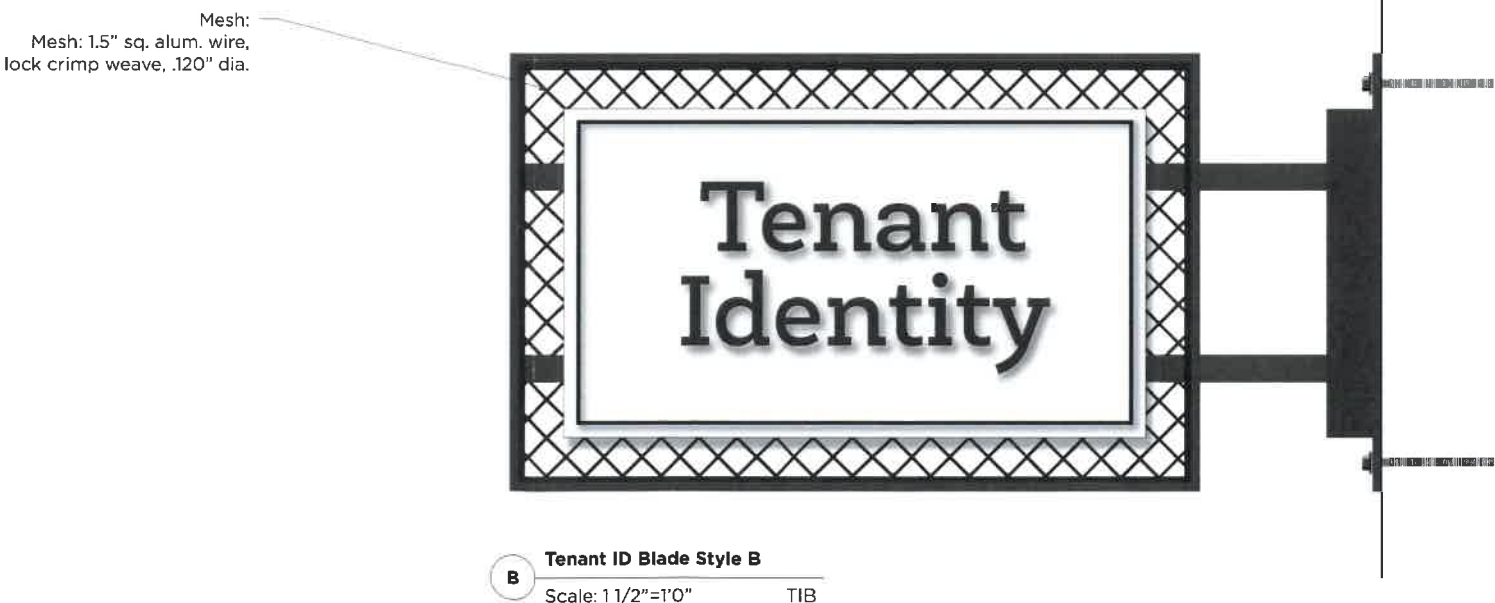 Mesh:
Mesh: 1.5" sq. alum. wire,
lock crimp weave, .120" dia.
Tenant
Identity
B
Tenant ID Blade Style B
Scale: 1 1/2"=1'0" TIB